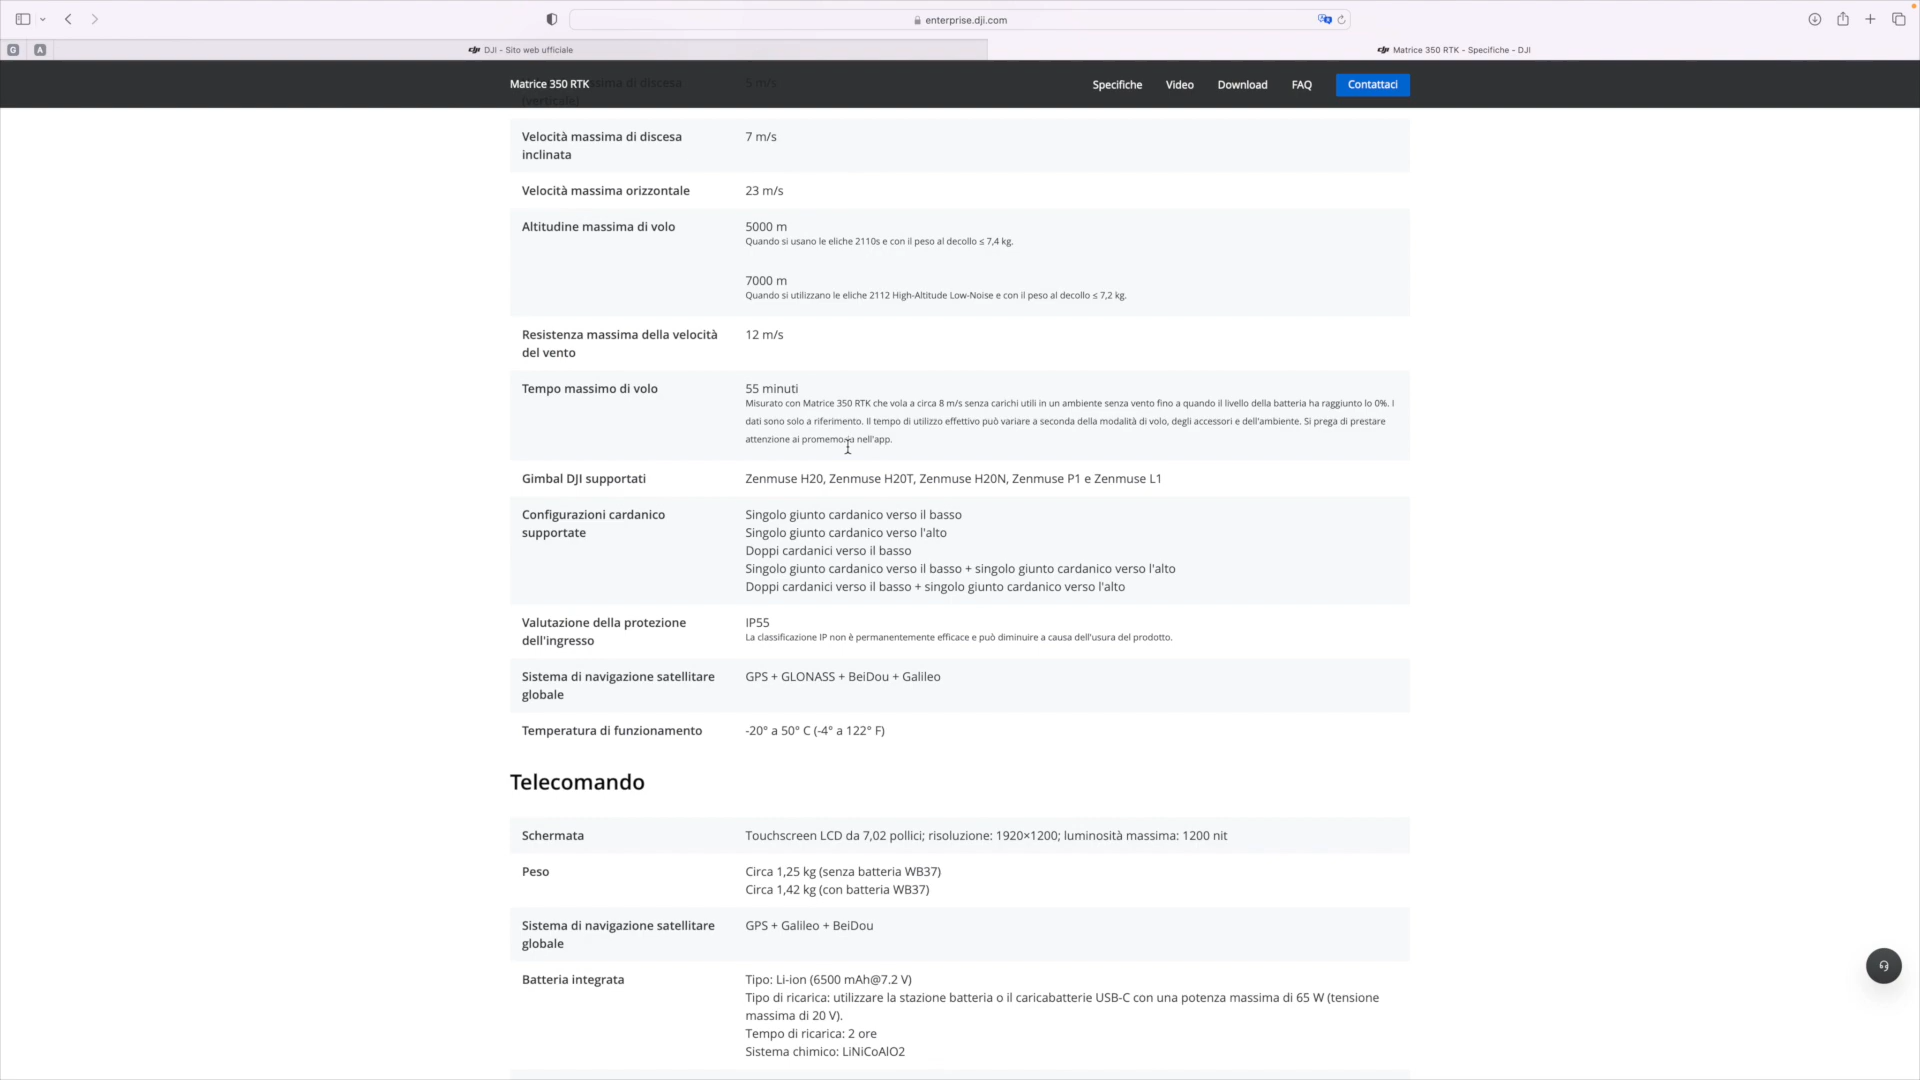 enterprise.dji.com
G
A
DJI - Sito web ufficiale
Matrice 350 RTK - Specifiche - DJI
Matrice 350 RTK
Specifiche
Video
Download
FAQ
Contattaci
massima di discesa
(verticale)
5 m/s
Velocità massima di discesa
inclinata
7 m/s
Velocità massima orizzontale
23 m/s
Altitudine massima di volo
5000 m
Quando si usano le eliche 2110s e con il peso al decollo ≤ 7,4 kg.
7000 m
Quando si utilizzano le eliche 2112 High-Altitude Low-Noise e con il peso al decollo ≤ 7,2 kg.
Resistenza massima della velocità
del vento
12 m/s
Tempo massimo di volo
55 minuti
Misurato con Matrice 350 RTK che vola a circa 8 m/s senza carichi utili in un ambiente senza vento fino a quando il livello della batteria ha raggiunto lo 0%. I
dati sono solo a riferimento. Il tempo di utilizzo effettivo può variare a seconda della modalità di volo, degli accessori e dell'ambiente. Si prega di prestare
attenzione ai promemoria nell'app.
Gimbal DJI supportati
Zenmuse H20, Zenmuse H20T, Zenmuse H20N, Zenmuse P1 e Zenmuse L1
Configurazioni cardanico
supportate
Singolo giunto cardanico verso il basso
Singolo giunto cardanico verso l'alto
Doppi cardanici verso il basso
Singolo giunto cardanico verso il basso + singolo giunto cardanico verso l'alto
Doppi cardanici verso il basso + singolo giunto cardanico verso l'alto
Valutazione della protezione
dell'ingresso
IP55
La classificazione IP non è permanentemente efficace e può diminuire a causa dell'usura del prodotto.
Sistema di navigazione satellitare
globale
GPS + GLONASS + BeiDou + Galileo
Temperatura di funzionamento
-20° a 50° C (-4° a 122° F)
Telecomando
Schermata
Touchscreen LCD da 7,02 pollici; risoluzione: 1920×1200; luminosità massima: 1200 nit
Peso
Circa 1,25 kg (senza batteria WB37)
Circa 1,42 kg (con batteria WB37)
Sistema di navigazione satellitare
globale
GPS + Galileo + BeiDou
Batteria integrata
Tipo: Li-ion (6500 mAh@7.2 V)
Tipo di ricarica: utilizzare la stazione batteria o il caricabatterie USB-C con una potenza massima di 65 W (tensione
massima di 20 V).
Tempo di ricarica: 2 ore
Sistema chimico: LiNiCoAlO2